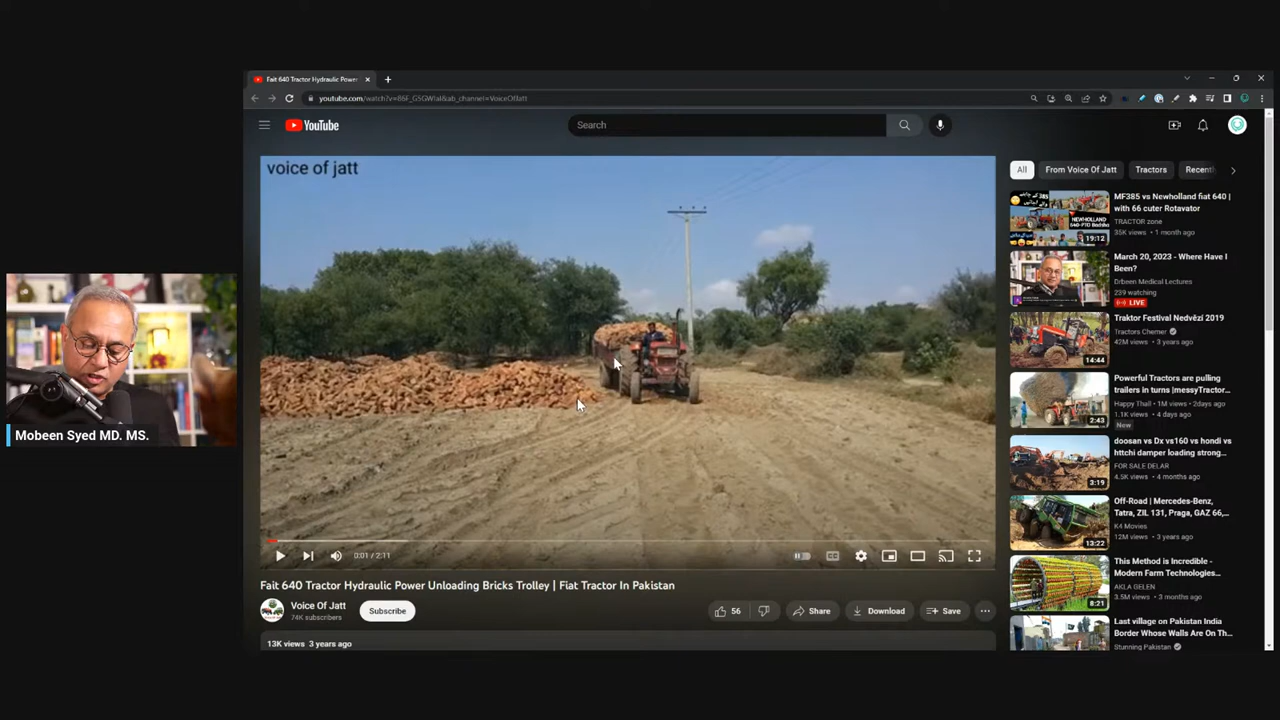 Fait 640 Tractor Hydraulic Powe
YouTube
Search
voice of jatt
0:01 / 2:11
Fait 640 Tractor Hydraulic Power Unloading Bricks Trolley | Fiat Tractor In Pakistan
Voice Of Jatt
74K subscribers
Subscribe
56
Share
Download
Save
13K views 3 years ago
All
From Voice Of Jatt
Tractors
Recentl
MF385 vs Newholland fiat 640 |
with 66 cuter Rotavator
TRACTOR zone
35K views • 1 month ago
19:12
March 20, 2023 - Where Have I
Been?
Drbeen Medical Lectures
239 watching
LIVE
Traktor Festival Nedvězí 2019
Tractors Chemer
42M views • 3 years ago
14:44
Powerful Tractors are pulling
trailers in turns |messyTractor...
Happy Thall • 1M views • 2days ago
1.1K views • 4 days ago
New
2:43
doosan vs Dx vs160 vs hondi vs
httchi damper loading strong...
FOR SALE DELAR
4.5K views • 4 months ago
3:19
Off-Road | Mercedes-Benz,
Tatra, ZIL 131, Praga, GAZ 66,...
K4 Movies
12M views • 3 years ago
13:22
This Method is Incredible -
Modern Farm Technologies...
AKLA GELEN
3.5M views • 3 months ago
8:21
Last village on Pakistan India
Border Whose Walls Are On Th...
Stunning Pakistan
Mobeen Syed MD. MS.